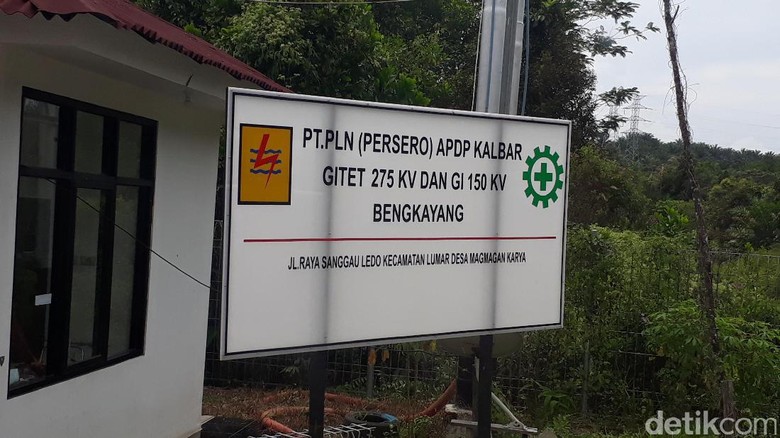 PT.PLN (PERSERO) APDP KALBAR
GITET 275 KV DAN GI 150 KV
BENGKAYANG
JL.RAYA SANGGAU LEDO KECAMATAN LUMAR DESA MAGMAGAN KARYA
detikcom